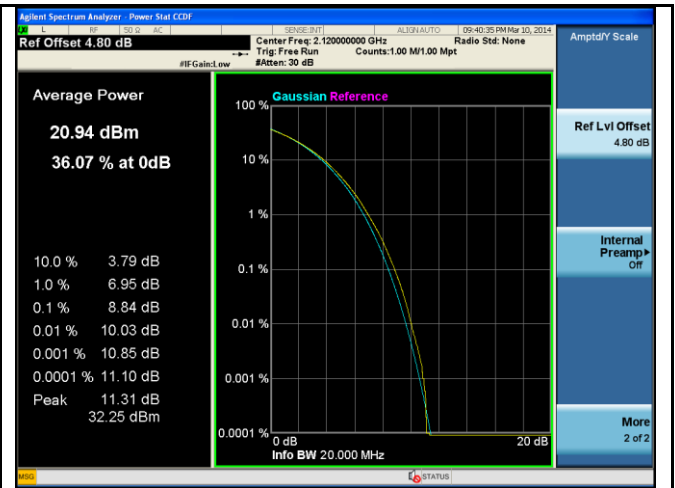 Agilent Spectrum Analyzer - Power Stat CCDF
L RF 50 Ω AC SENSE:INT ALIGNAUTO 09:40:35 PM Mar 10, 2014
Ref Offset 4.80 dB
Center Freq: 2.120000000 GHz Radio Std: None
Trig: Free Run Counts:1.00 M/1.00 Mpt
#IFGain:Low #Atten: 30 dB
Amptd/Y Scale
Average Power
20.94 dBm
36.07 % at 0dB
10.0 % 3.79 dB
1.0 % 6.95 dB
0.1 % 8.84 dB
0.01 % 10.03 dB
0.001 % 10.85 dB
0.0001 % 11.10 dB
Peak 11.31 dB
32.25 dBm
Gaussian Reference
100 %
10 %
1 %
0.1 %
0.01 %
0.001 %
0.0001 %
0 dB 20 dB
Info BW 20.000 MHz
Ref Lvl Offset
4.80 dB
Internal
Preamp▶
Off
More
2 of 2
MSG STATUS